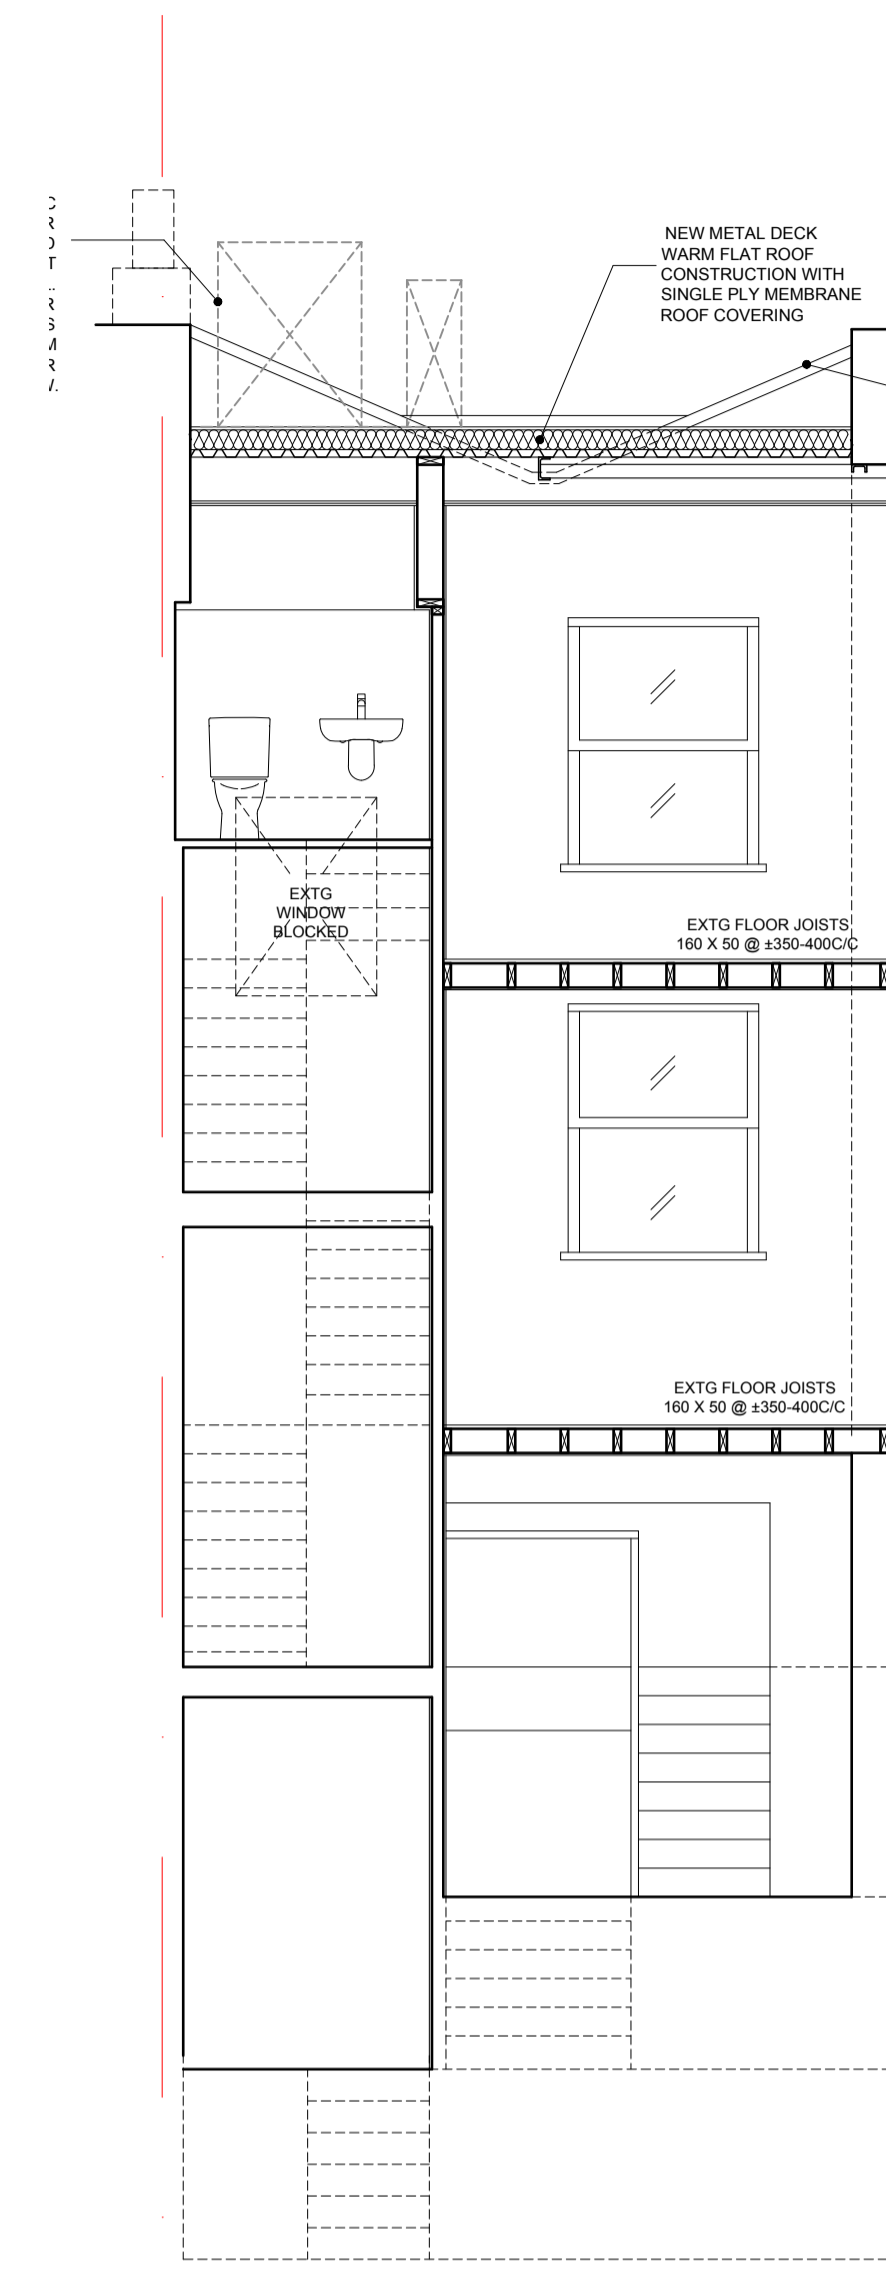 NEW METAL DECK
WARM FLAT ROOF
CONSTRUCTION WITH
SINGLE PLY MEMBRANE
ROOF COVERING
EXTG
WINDOW
BLOCKED
EXTG FLOOR JOISTS
160 X 50 @ ±350-400C/C
EXTG FLOOR JOISTS
160 X 50 @ ±350-400C/C